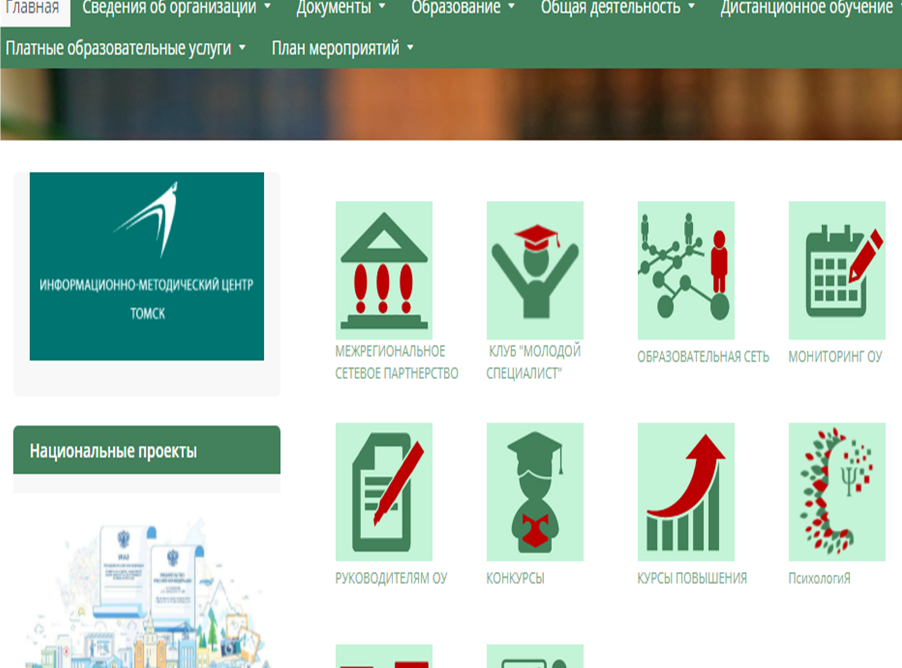 Главная Сведения об организации Документы Образование Общая деятельность Дистанционное обучение
Платные образовательные услуги План мероприятий
ИНФОРМАЦИОННО-МЕТОДИЧЕСКИЙ ЦЕНТР
ТОМСК
МЕЖРЕГИОНАЛЬНОЕ
СЕТЕВОЕ ПАРТНЕРСТВО
КЛУБ "МОЛОДОЙ
СПЕЦИАЛИСТ"
ОБРАЗОВАТЕЛЬНАЯ СЕТЬ
МОНИТОРИНГ ОУ
Национальные проекты
РУКОВОДИТЕЛЯМ ОУ
КОНКУРСЫ
КУРСЫ ПОВЫШЕНИЯ
ПсихологиЯ